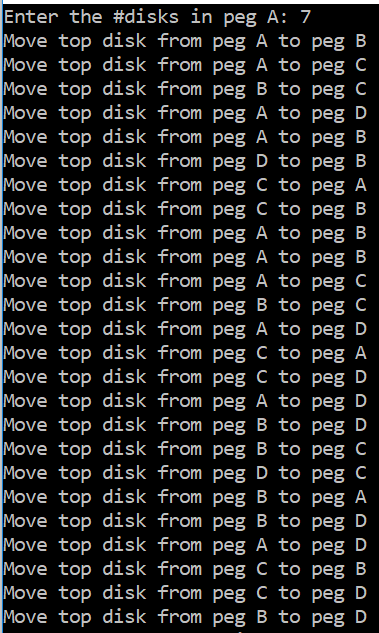 Enter the #disks in peg A: 7
Move top disk from peg A to peg B
Move top disk from peg A to peg C
Move top disk from peg B to peg C
Move top disk from peg A to peg D
Move top disk from peg A to peg B
Move top disk from peg D to peg B
Move top disk from peg C to peg A
Move top disk from peg C to peg B
Move top disk from peg A to peg B
Move top disk from peg A to peg B
Move top disk from peg A to peg C
Move top disk from peg B to peg C
Move top disk from peg A to peg D
Move top disk from peg C to peg A
Move top disk from peg C to peg D
Move top disk from peg A to peg D
Move top disk from peg B to peg D
Move top disk from peg B to peg C
Move top disk from peg D to peg C
Move top disk from peg B to peg A
Move top disk from peg B to peg D
Move top disk from peg A to peg D
Move top disk from peg C to peg B
Move top disk from peg C to peg D
Move top disk from peg B to peg D